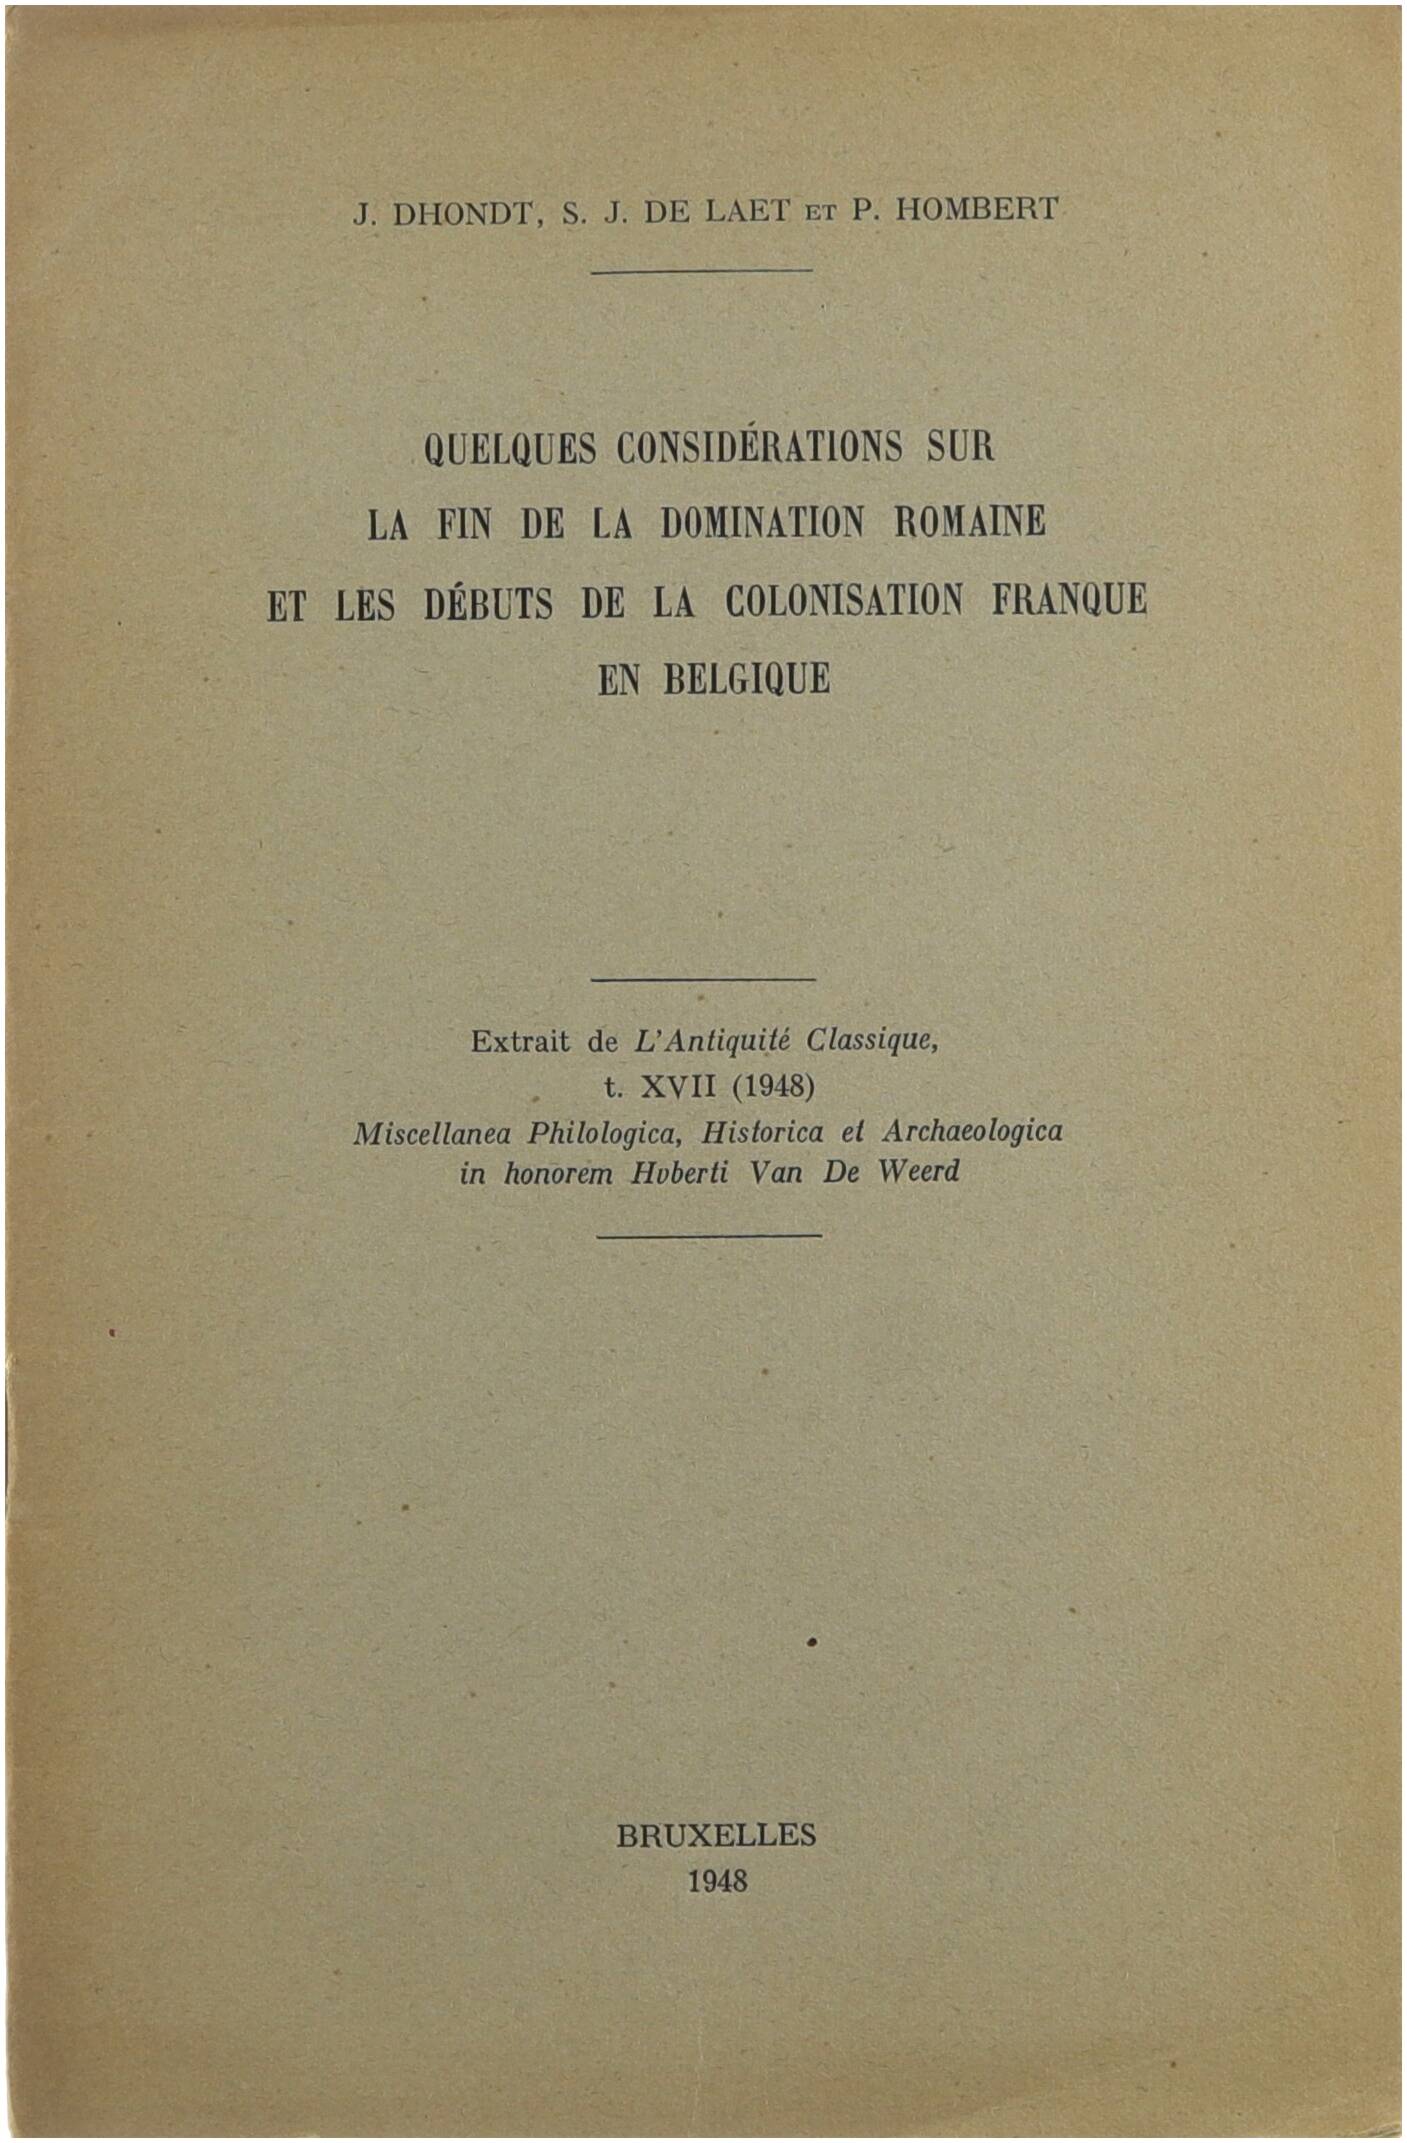 J. DHONDT, S. J. DE LAET ET P. HOMBERT
QUELQUES CONSIDÉRATIONS SUR
LA FIN DE LA DOMINATION ROMAINE
ET LES DÉBUTS DE LA COLONISATION FRANQUE
EN BELGIQUE
Extrait de L'Antiquité Classique,
t. XVII (1948)
Miscellanea Philologica, Historica et Archaeologica
in honorem Hvberti Van De Weerd
BRUXELLES
1948